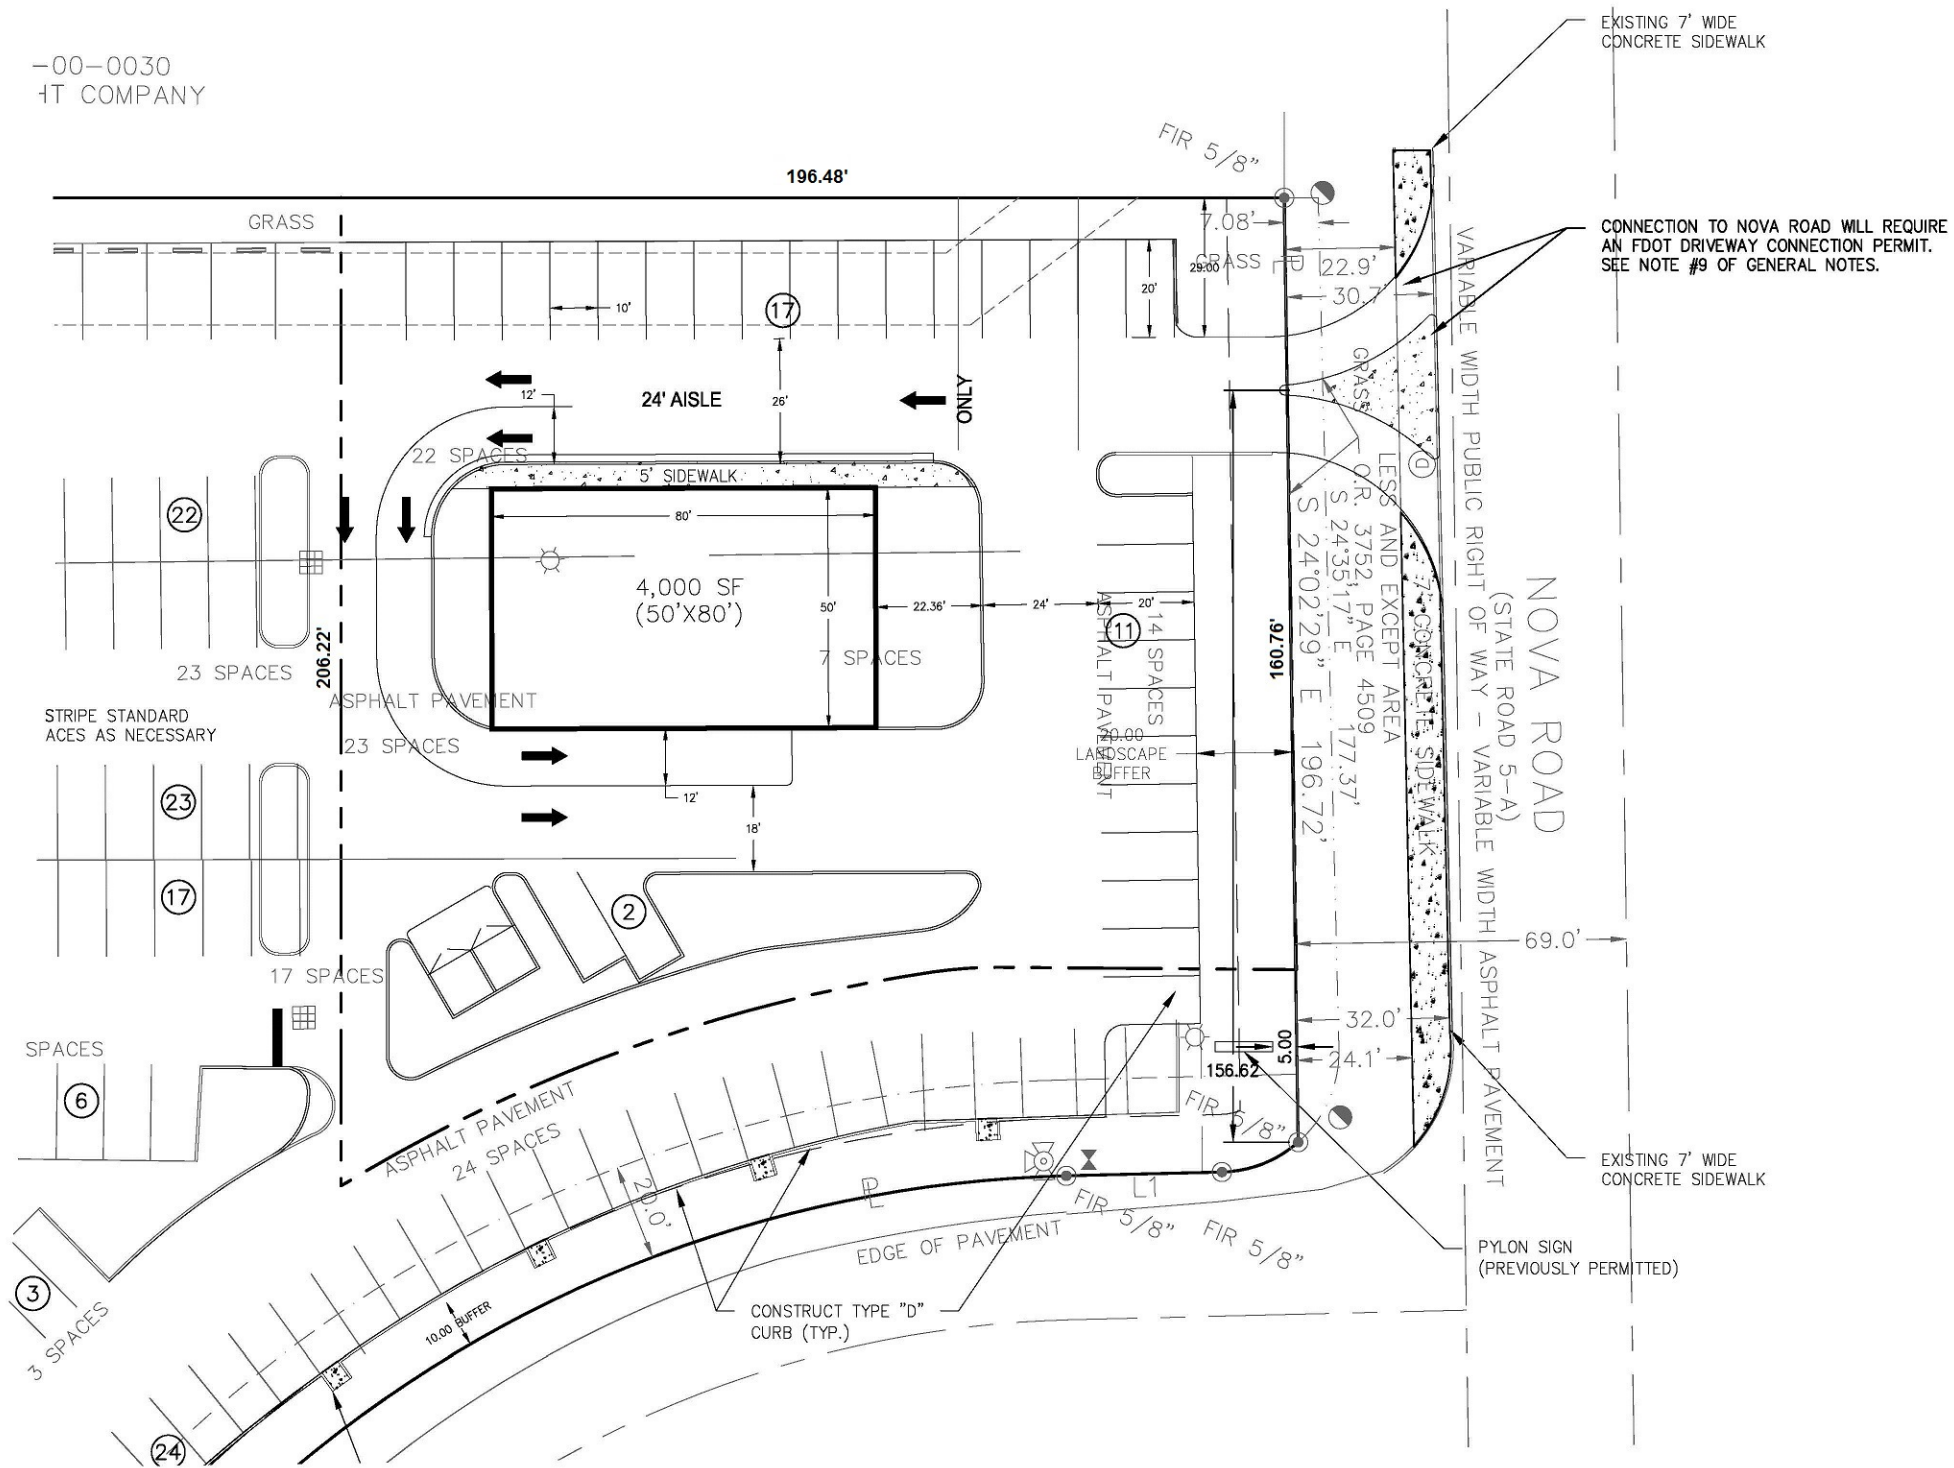 -00-0030
HT COMPANY
EXISTING 7' WIDE
CONCRETE SIDEWALK
FIR 5/8"
196.48'
GRASS
7.08'
GRASS
22.9'
30.7'
29.00
20'
10'
17
CONNECTION TO NOVA ROAD WILL REQUIRE
AN FDOT DRIVEWAY CONNECTION PERMIT.
SEE NOTE #9 OF GENERAL NOTES.
12'
24' AISLE
26'
ONLY
GRASS
22 SPACES
5' SIDEWALK
D
22
80'
4,000 SF
(50'X80')
50'
22.36'
24'
20'
11
14 SPACES
ASPHALT PAVEMENT
7 SPACES
206.22'
23 SPACES
ASPHALT PAVEMENT
STRIPE STANDARD
ACES AS NECESSARY
23 SPACES
20.00
LANDSCAPE
BUFFER
160.76'
S 24°02'29" E 196.72'
S 24°35'17" E 177.37'
O.R. 3752, PAGE 4509
LESS AND EXCEPT AREA
7' CONCRETE SIDEWALK
VARIABLE WIDTH PUBLIC RIGHT OF WAY - VARIABLE WIDTH ASPHALT PAVEMENT
(STATE ROAD 5-A)
NOVA ROAD
12'
18'
23
17
2
17 SPACES
69.0'
SPACES
6
32.0'
24.1'
5.00
156.62
FIR 5/8"
ASPHALT PAVEMENT
24 SPACES
20.0'
PL
L1
FIR 5/8"
FIR 5/8"
EDGE OF PAVEMENT
EXISTING 7' WIDE
CONCRETE SIDEWALK
PYLON SIGN
(PREVIOUSLY PERMITTED)
3
3 SPACES
10.00 BUFFER
CONSTRUCT TYPE "D"
CURB (TYP.)
24